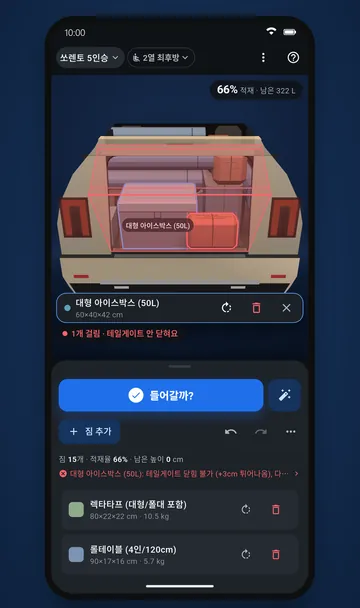 10:00
쏘렌토 5인승
2열 최후방
66% 적재 · 남은 322 L
대형 아이스박스 (50L)
대형 아이스박스 (50L)
60×40×42 cm
1개 걸림 · 테일게이트 안 닫혀요
들어갈까?
짐 추가
짐 15개 · 적재율 66% · 남은 높이 0 cm
대형 아이스박스 (50L): 테일게이트 닫힘 불가 (+3cm 튀어나옴), 다…
렉타타프 (대형/폴대 포함)
80×22×22 cm · 10.5 kg
롤테이블 (4인/120cm)
90×17×16 cm · 5.7 kg